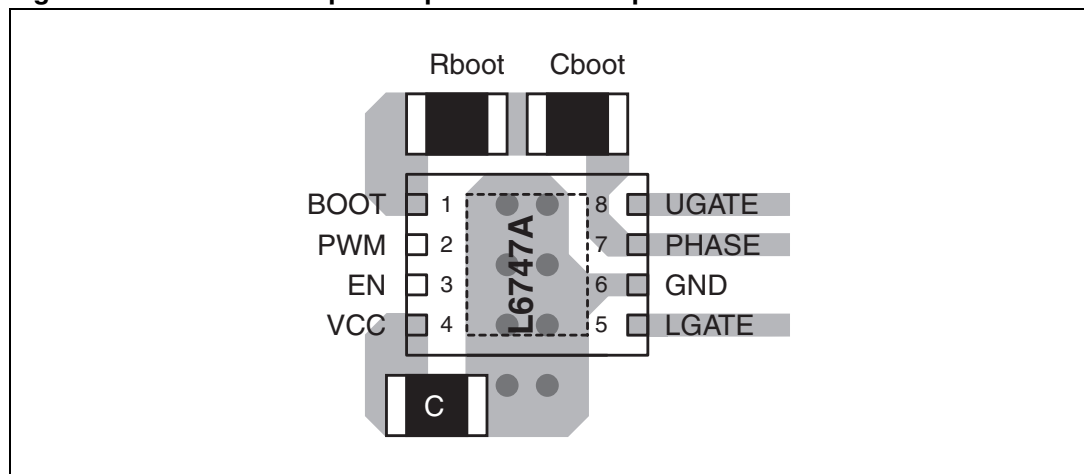 Rboot Cboot
BOOT 1 8 UGATE
PWM 2 7 PHASE
EN 3 6 GND
VCC 4 5 LGATE
L6747A
C